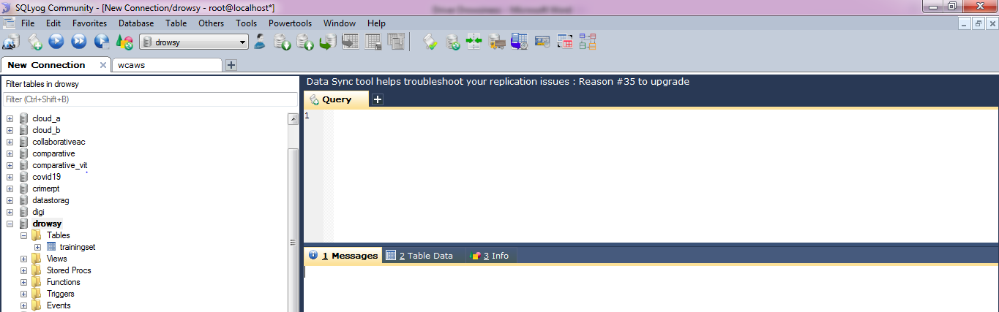 SQLyog Community - [New Connection/drowsy - root@localhost*]
File Edit Favorites Database Table Others Tools Powertools Window Help
drowsy
New Connection wcaws
Filter tables in drowsy
Filter (Ctrl+Shift+B)
cloud_a
cloud_b
collaborativeac
comparative
comparative_vit
covid19
crimerpt
datastorag
digi
drowsy
Tables
trainingset
Views
Stored Procs
Functions
Triggers
Events
Data Sync tool helps troubleshoot your replication issues : Reason #35 to upgrade
Query
1
1 Messages 2 Table Data 3 Info